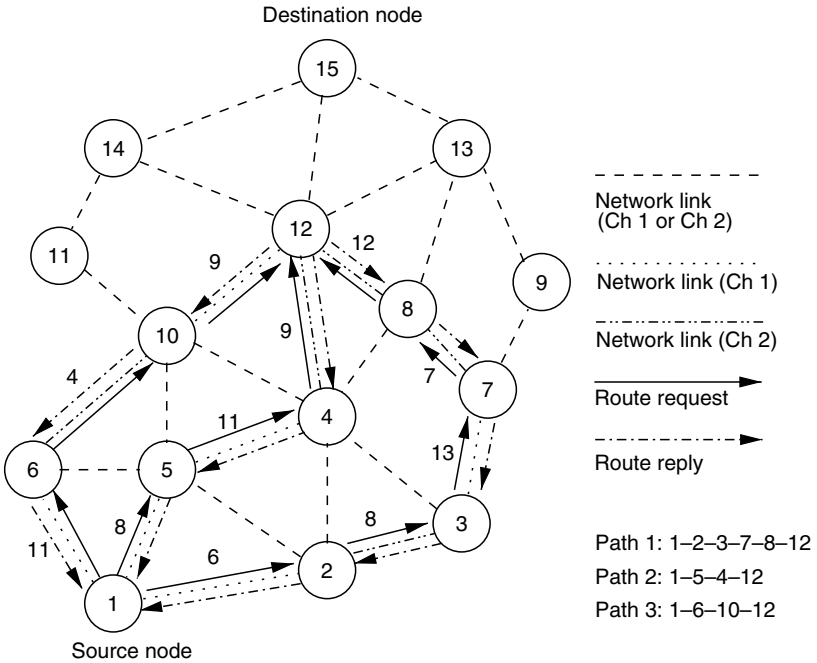 Destination node
15
14
13
12
11
9
12
9
8
10
9
7
4
7
11
4
13
6
5
8
3
11
8
6
2
1
Source node
Network link
(Ch 1 or Ch 2)
Network link (Ch 1)
Network link (Ch 2)
Route request
Route reply
Path 1: 1–2–3–7–8–12
Path 2: 1–5–4–12
Path 3: 1–6–10–12